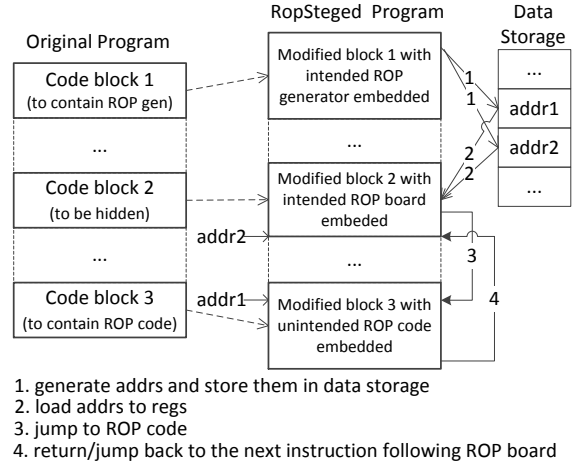 Original Program
Code block 1
(to contain ROP gen)
...
Code block 2
(to be hidden)
...
Code block 3
(to contain ROP code)
RopSteged Program
Modified block 1 with
intended ROP
generator embedded
...
Modified block 2 with
intended ROP board
embeded
...
Modified block 3 with
unintended ROP code
embedded
addr2
addr1
Data
Storage
...
addr1
addr2
...
1
1
2
2
3
4
1. generate addrs and store them in data storage
2. load addrs to regs
3. jump to ROP code
4. return/jump back to the next instruction following ROP board